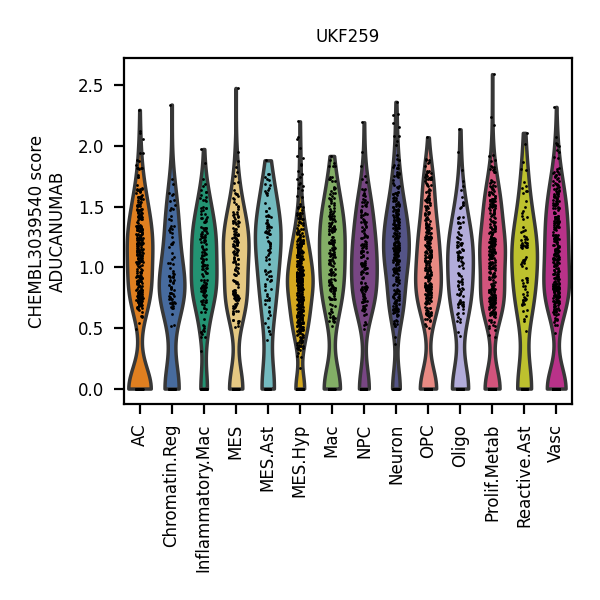 UKF259
CHEMBL3039540 score
ADUCANUMAB
2.5
2.0
1.5
1.0
0.5
0.0
AC
Chromatin.Reg
Inflammatory.Mac
MES
MES.Ast
MES.Hyp
Mac
NPC
Neuron
OPC
Oligo
Prolif.Metab
Reactive.Ast
Vasc